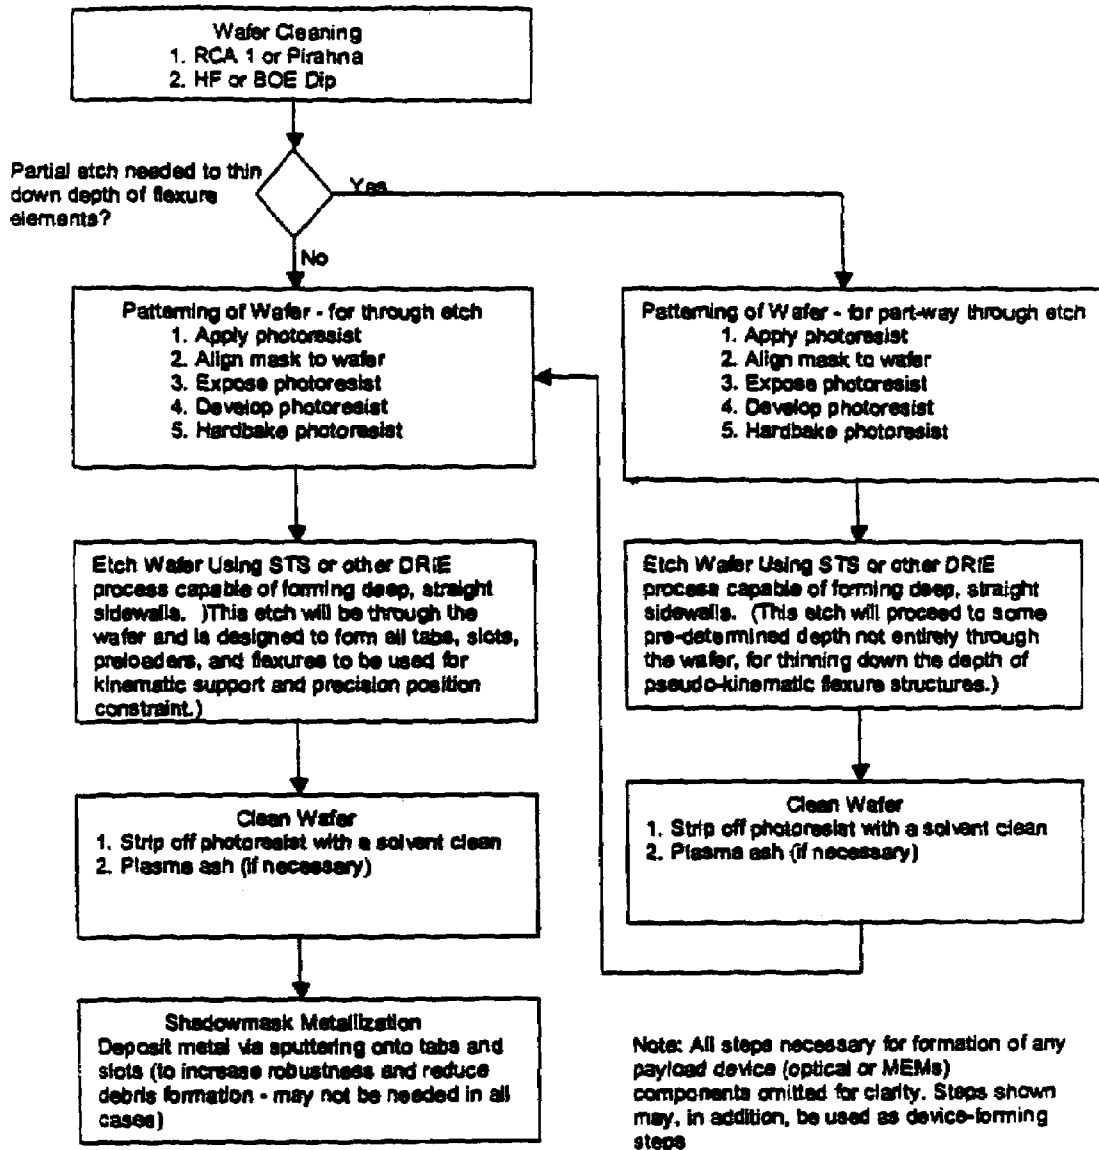 Wafer Cleaning
1. RCA 1 or Pirahna
2. HF or BOE Dip
Partial etch needed to thin
down depth of flexure
elements?
Yes
No
Patterning of Wafer - for through etch
1. Apply photoresist
2. Align mask to wafer
3. Expose photoresist
4. Develop photoresist
5. Hardbake photoresist
Patterning of Wafer - for part-way through etch
1. Apply photoresist
2. Align mask to wafer
3. Expose photoresist
4. Develop photoresist
5. Hardbake photoresist
Etch Wafer Using STS or other DRIE
process capable of forming deep, straight
sidewalls. )This etch will be through the
wafer and is designed to form all tabs, slots,
preloaders, and flexures to be used for
kinematic support and precision position
constraint.)
Etch Wafer Using STS or other DRIE
process capable of forming deep, straight
sidewalls. (This etch will proceed to some
pre-determined depth not entirely through
the wafer, for thinning down the depth of
pseudo-kinematic flexure structures.)
Clean Wafer
1. Strip off photoresist with a solvent clean
2. Plasma ash (if necessary)
Clean Wafer
1. Strip off photoresist with a solvent clean
2. Plasma ash (if necessary)
Shadowmask Metallization
Deposit metal via sputtering onto tabs and
slots (to increase robustness and reduce
debris formation - may not be needed in all
cases)
Note: All steps necessary for formation of any
payload device (optical or MEMs)
components omitted for clarity. Steps shown
may, in addition, be used as device-forming
steps